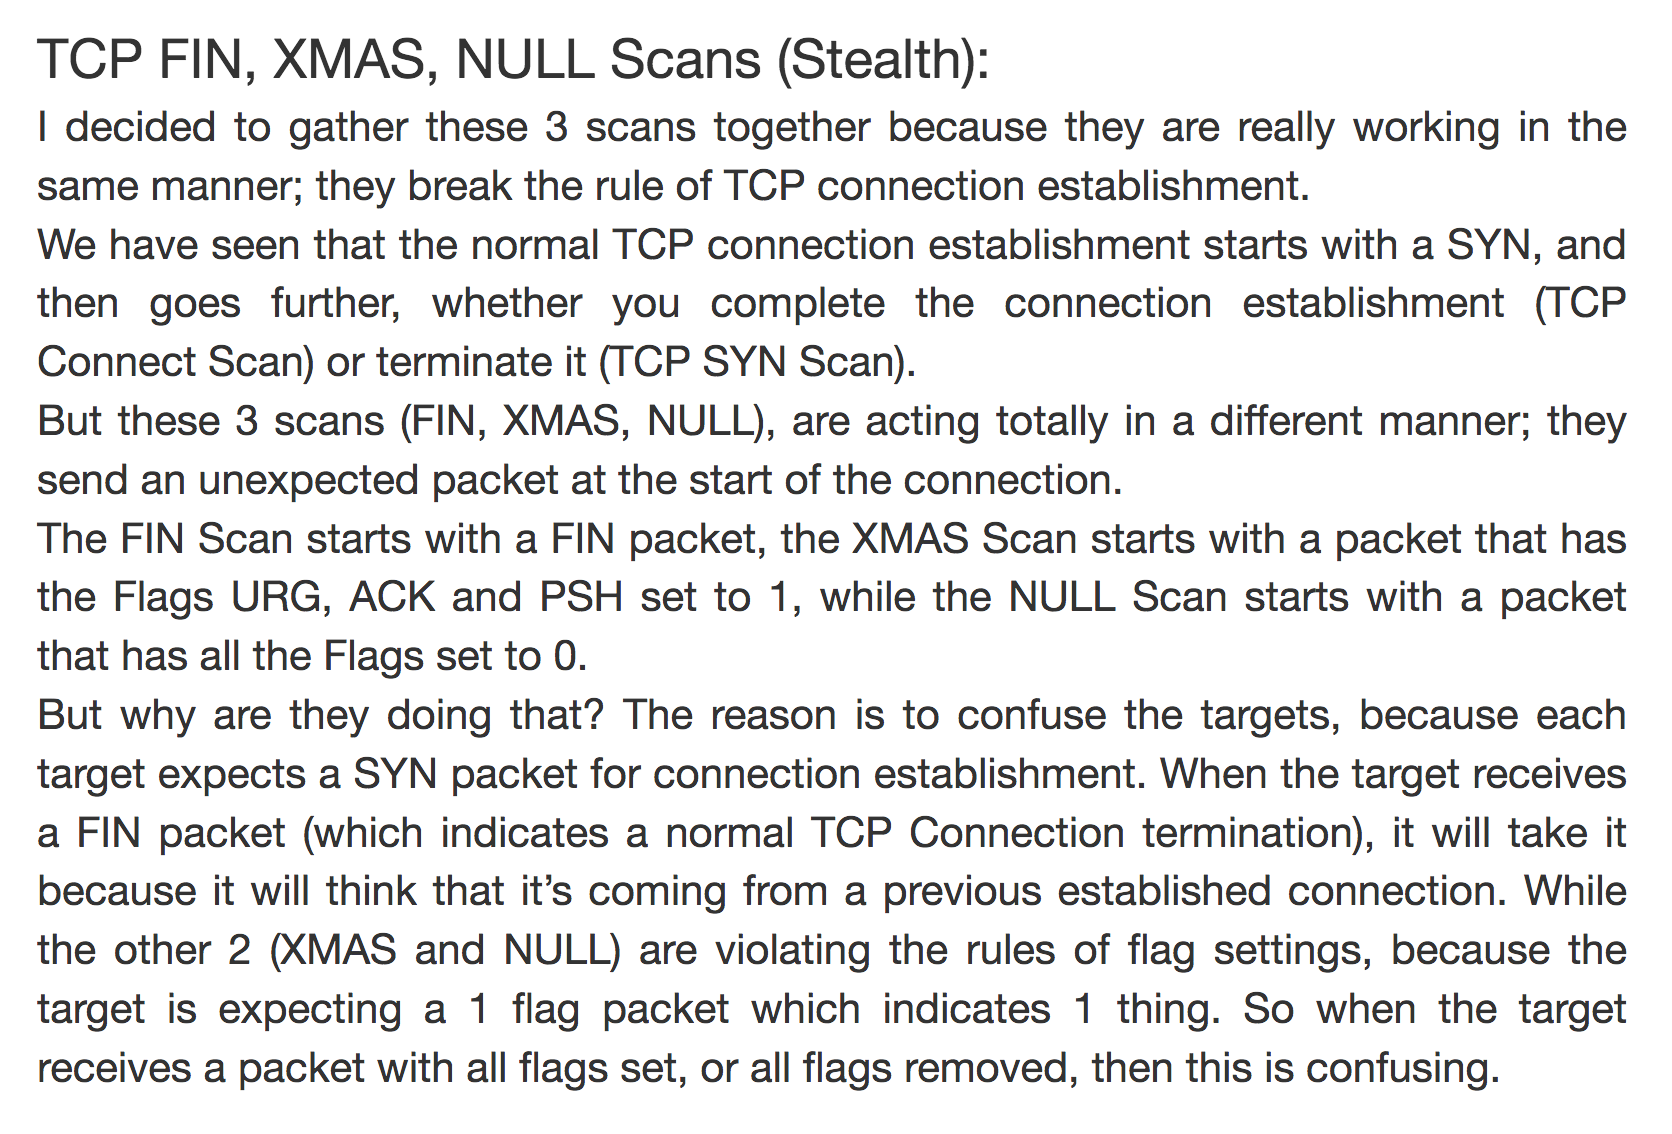 TCP FIN, XMAS, NULL Scans (Stealth):
I decided to gather these 3 scans together because they are really working in the
same manner; they break the rule of TCP connection establishment.
We have seen that the normal TCP connection establishment starts with a SYN, and
then goes further, whether you complete the connection establishment (TCP
Connect Scan) or terminate it (TCP SYN Scan).
But these 3 scans (FIN, XMAS, NULL), are acting totally in a different manner; they
send an unexpected packet at the start of the connection.
The FIN Scan starts with a FIN packet, the XMAS Scan starts with a packet that has
the Flags URG, ACK and PSH set to 1, while the NULL Scan starts with a packet
that has all the Flags set to 0.
But why are they doing that? The reason is to confuse the targets, because each
target expects a SYN packet for connection establishment. When the target receives
a FIN packet (which indicates a normal TCP Connection termination), it will take it
because it will think that it’s coming from a previous established connection. While
the other 2 (XMAS and NULL) are violating the rules of flag settings, because the
target is expecting a 1 flag packet which indicates 1 thing. So when the target
receives a packet with all flags set, or all flags removed, then this is confusing.